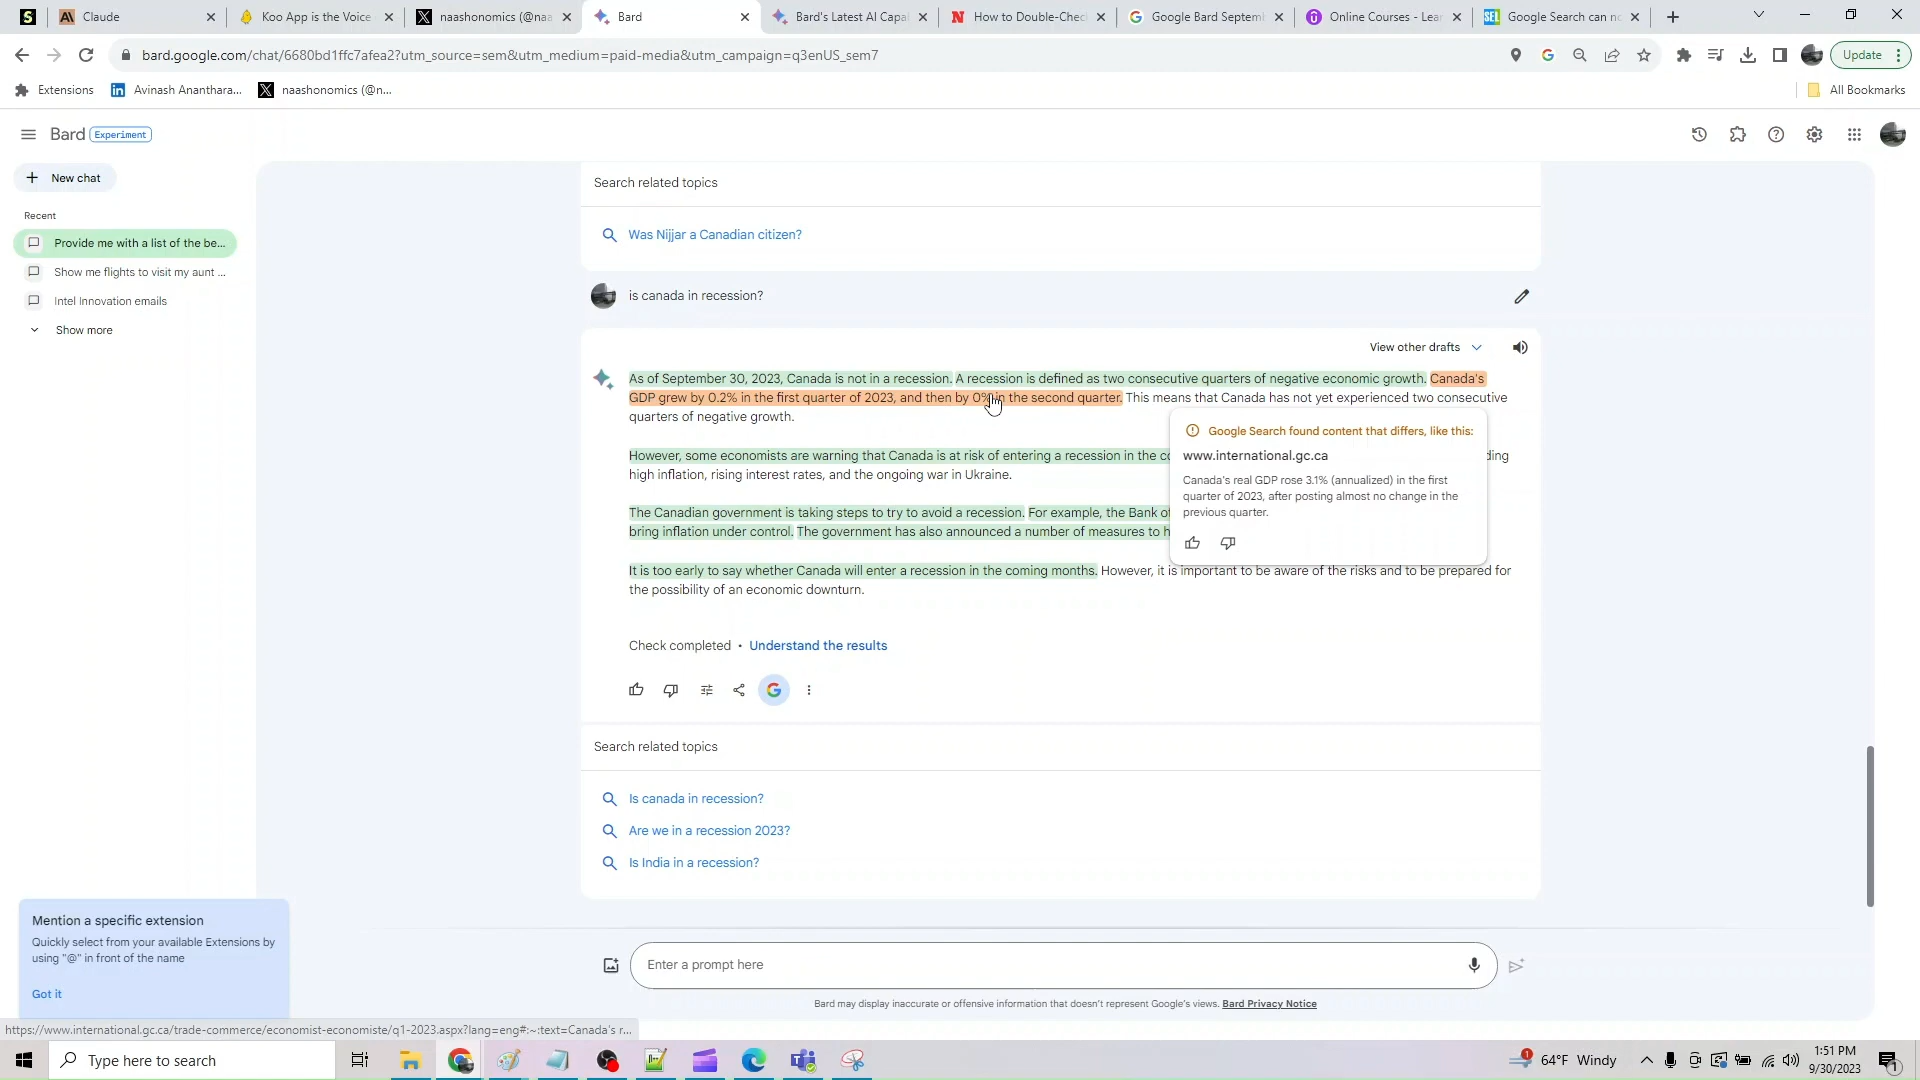 Claude
Koo App is the Voice
naashonomics (@naa
Bard
Bard's Latest AI Capa
How to Double-Chec
Google Bard Septem
Online Courses - Lea
Google Search can no
bard.google.com/chat/6680bd1ffc7afea2?utm_source=sem&utm_medium=paid-media&utm_campaign=q3enUS_sem7
Update
Extensions
Avinash Ananthara...
naashonomics (@n...
All Bookmarks
Bard Experiment
New chat
Recent
Provide me with a list of the be...
Show me flights to visit my aunt ...
Intel Innovation emails
Show more
Search related topics
Was Nijjar a Canadian citizen?
is canada in recession?
View other drafts
As of September 30, 2023, Canada is not in a recession. A recession is defined as two consecutive quarters of negative economic growth. Canada's
GDP grew by 0.2% in the first quarter of 2023, and then by 0% in the second quarter. This means that Canada has not yet experienced two consecutive
quarters of negative growth.
However, some economists are warning that Canada is at risk of entering a recession in the
high inflation, rising interest rates, and the ongoing war in Ukraine.
The Canadian government is taking steps to try to avoid a recession. For example, the Bank of
bring inflation under control. The government has also announced a number of measures to
It is too early to say whether Canada will enter a recession in the coming months. However, it is important to be aware of the risks and to be prepared for
the possibility of an economic downturn.
Google Search found content that differs, like this:
www.international.gc.ca
Canada's real GDP rose 3.1% (annualized) in the first
quarter of 2023, after posting almost no change in the
previous quarter.
Check completed • Understand the results
Search related topics
Is canada in recession?
Are we in a recession 2023?
Is India in a recession?
Mention a specific extension
Quickly select from your available Extensions by
using "@" in front of the name
Got it
Enter a prompt here
Bard may display inaccurate or offensive information that doesn't represent Google's views. Bard Privacy Notice
https://www.international.gc.ca/trade-commerce/economist-economiste/q1-2023.aspx?lang=eng#:~:text=Canada's r...
Type here to search
64°F Windy
1:51 PM
9/30/2023